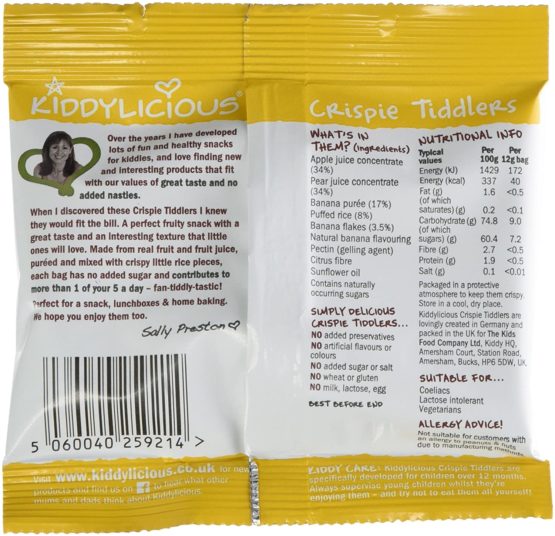 KIDDYLICIOUS®
Over the years I have developed
lots of fun and healthy snacks
for kiddies, and love finding new
and interesting products that fit
with our values of great taste and no
added nasties.
When I discovered these Crispie Tiddlers I knew
they would fit the bill. A perfect fruity snack with a
great taste and an interesting texture that little
ones will love. Made from real fruit and fruit juice,
puréed and mixed with crispy little rice pieces,
each bag has no added sugar and contributes to
more than 1 of your 5 a day – fan-tiddly-tastic!
Perfect for a snack, lunchboxes & home baking.
We hope you enjoy them too.
Sally Preston
5 060040 259214 >
Visit www.kiddylicious.co.uk for new
products and find us on f to hear what other
mums and dads think about Kiddylicious.
Crispie Tiddlers
WHAT'S IN
THEM? (ingredients)
Apple juice concentrate
(34%)
Pear juice concentrate
(34%)
Banana purée (17%)
Puffed rice (8%)
Banana flakes (3.5%)
Natural banana flavouring
Pectin (gelling agent)
Citrus fibre
Sunflower oil
Contains naturally
occurring sugars
SIMPLY DELICIOUS
CRISPIE TIDDLERS...
NO added preservatives
NO artificial flavours or
colours
NO added sugar or salt
NO wheat or gluten
NO milk, lactose, egg
BEST BEFORE END
NUTRITIONAL INFO
Typical Per Per
values 100g 12g bag
Energy (kJ) 1429 172
Energy (kcal) 337 40
Fat (g) 1.6 <0.5
(of which
saturates) (g) 0.2 <0.1
Carbohydrate (g) 74.8 9.0
(of which
sugars) (g) 60.4 7.2
Fibre (g) 2.7 <0.5
Protein (g) 1.9 <0.5
Salt (g) 0.1 <0.01
Packaged in a protective
atmosphere to keep them crispy.
Store in a cool, dry place.
Kiddylicious Crispie Tiddlers are
lovingly created in Germany and
packed in the UK for The Kids
Food Company Ltd, Kiddy HQ,
Amersham Court, Station Road,
Amersham, Bucks, HP6 5DW, UK.
SUITABLE FOR...
Coeliacs
Lactose intolerant
Vegetarians
ALLERGY ADVICE!
Not suitable for customers with
an allergy to peanuts & nuts
due to manufacturing methods
KIDDY CARE: Kiddylicious Crispie Tiddlers are
specifically developed for children over 12 months.
Always supervise young children whilst they're
enjoying them – and try not to eat them all yourself!